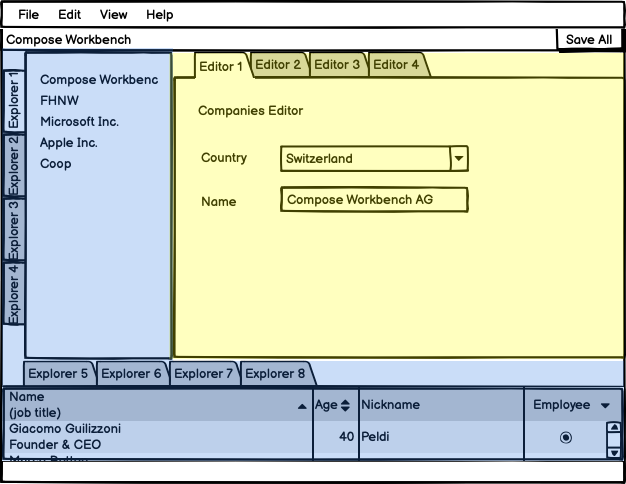 File Edit View Help
Compose Workbench Save All
Explorer 1
Explorer 2
Explorer 3
Explorer 4
Compose Workbenc
FHNW
Microsoft Inc.
Apple Inc.
Coop
Editor 1 Editor 2 Editor 3 Editor 4
Companies Editor
Country Switzerland
Name Compose Workbench AG
Explorer 5 Explorer 6 Explorer 7 Explorer 8
Name
(job title) Age Nickname Employee
Giacomo Guilizzoni
Founder & CEO 40 Peldi